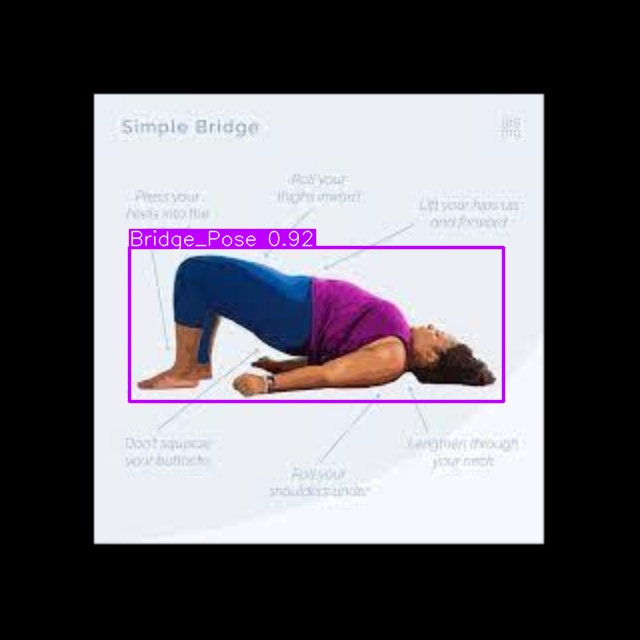 Simple Bridge
Roll your
thighs inward
Press your
heels into the
Lift your hips up
and forward
Bridge_Pose 0.92
Don't squeeze
your buttocks
Roll your
shoulders under
Lengthen through
your neck